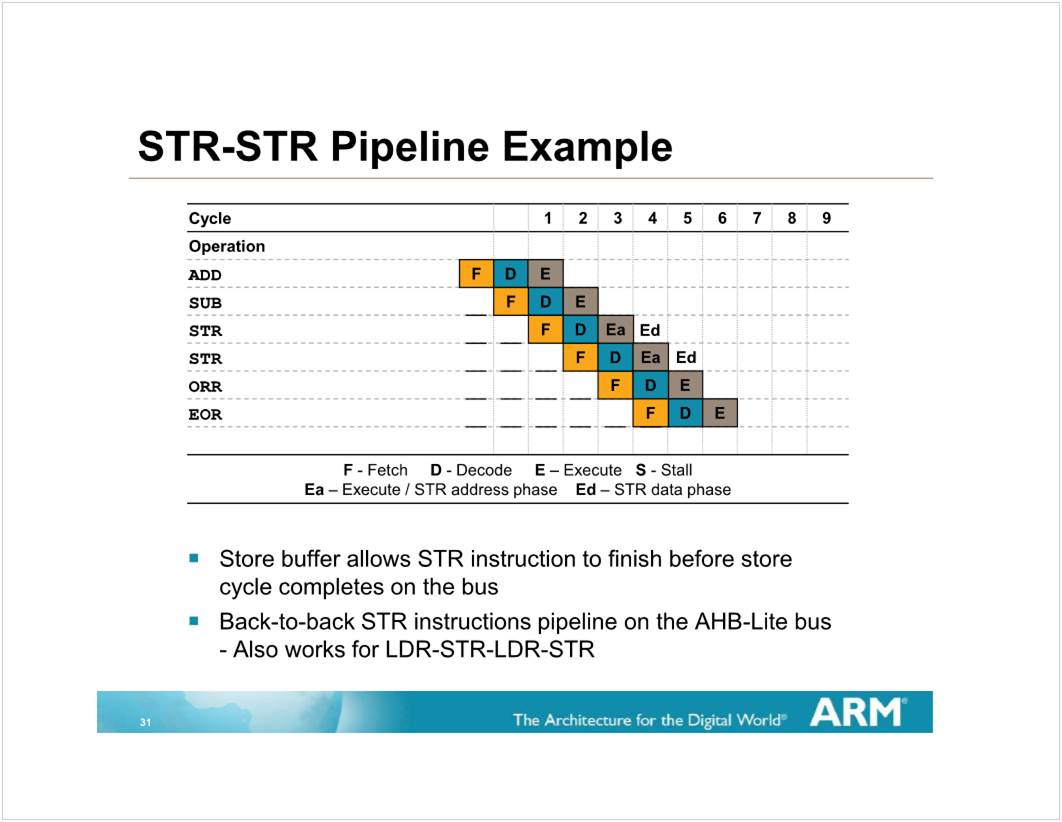 STR-STR Pipeline Example
Cycle 1 2 3 4 5 6 7 8 9
Operation
ADD F D E
SUB F D E
STR F D Ea Ed
STR F D Ea Ed
ORR F D E
EOR F D E
F - Fetch D - Decode E – Execute S - Stall
Ea – Execute / STR address phase Ed – STR data phase
Store buffer allows STR instruction to finish before store
cycle completes on the bus
Back-to-back STR instructions pipeline on the AHB-Lite bus
- Also works for LDR-STR-LDR-STR
31 The Architecture for the Digital World® ARM®